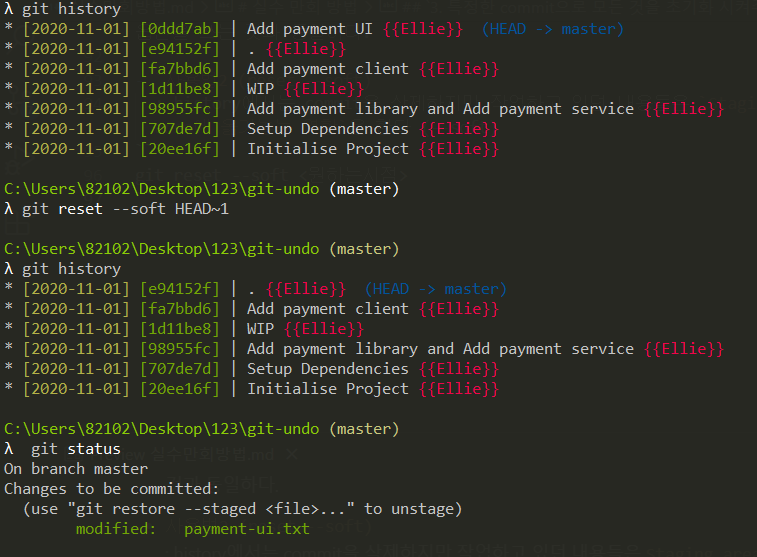 λ git history
* [2020-11-01] [0ddd7ab] | Add payment UI {{Ellie}}  (HEAD -> master)
* [2020-11-01] [e94152f] | . {{Ellie}}
* [2020-11-01] [fa7bbd6] | Add payment client {{Ellie}}
* [2020-11-01] [1d11be8] | WIP {{Ellie}}
* [2020-11-01] [98955fc] | Add payment library and Add payment service {{Ellie}}
* [2020-11-01] [707de7d] | Setup Dependencies {{Ellie}}
* [2020-11-01] [20ee16f] | Initialise Project {{Ellie}}
C:\Users\82102\Desktop\123\git-undo (master)
λ git reset --soft HEAD~1
C:\Users\82102\Desktop\123\git-undo (master)
λ git history
* [2020-11-01] [e94152f] | . {{Ellie}}  (HEAD -> master)
* [2020-11-01] [fa7bbd6] | Add payment client {{Ellie}}
* [2020-11-01] [1d11be8] | WIP {{Ellie}}
* [2020-11-01] [98955fc] | Add payment library and Add payment service {{Ellie}}
* [2020-11-01] [707de7d] | Setup Dependencies {{Ellie}}
* [2020-11-01] [20ee16f] | Initialise Project {{Ellie}}
C:\Users\82102\Desktop\123\git-undo (master)
λ  git status
On branch master
Changes to be committed:
  (use "git restore --staged <file>..." to unstage)
        modified:   payment-ui.txt